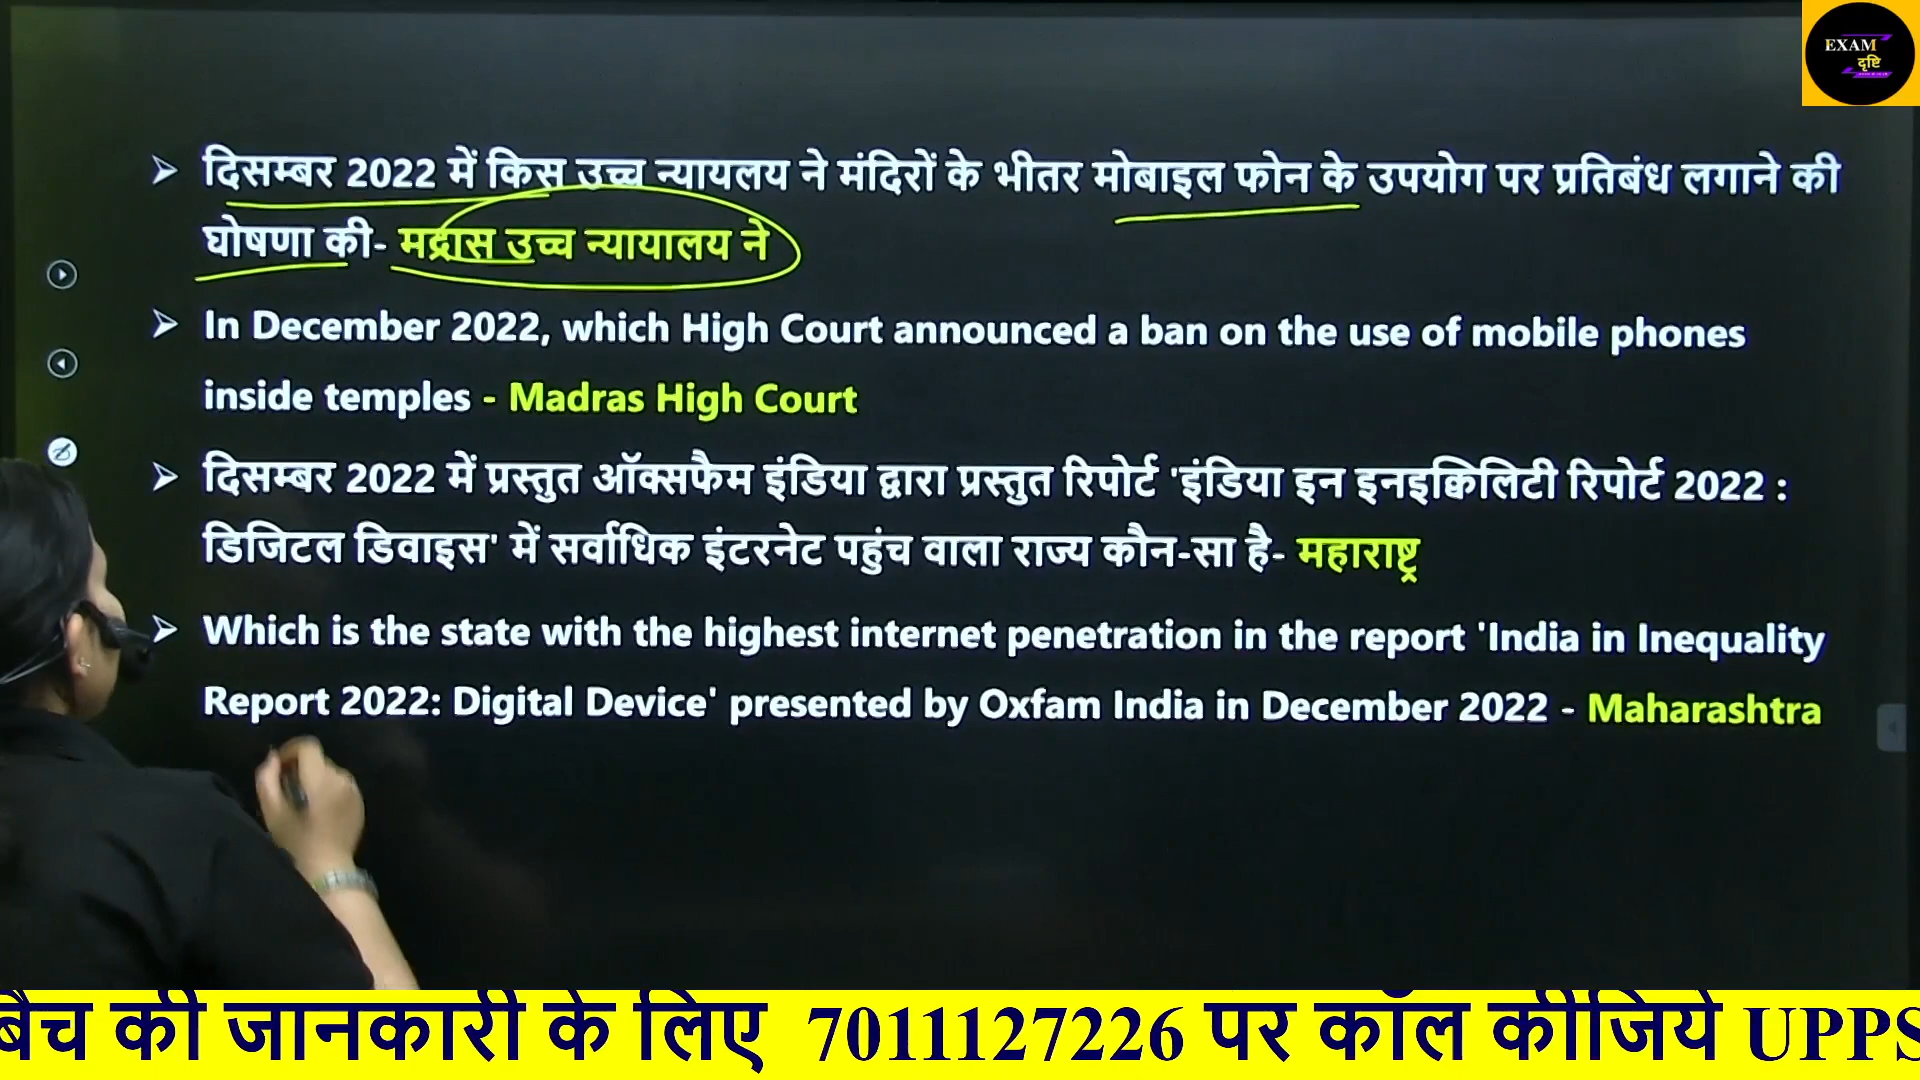 EXAM
दृष्टि
दिसम्बर 2022 में किस उच्च न्यायलय ने मंदिरों के भीतर मोबाइल फोन के उपयोग पर प्रतिबंध लगाने की
घोषणा की- मद्रास उच्च न्यायालय ने
In December 2022, which High Court announced a ban on the use of mobile phones
inside temples - Madras High Court
दिसम्बर 2022 में प्रस्तुत ऑक्सफैम इंडिया द्वारा प्रस्तुत रिपोर्ट 'इंडिया इन इनइक्विलिटी रिपोर्ट 2022 :
डिजिटल डिवाइस' में सर्वाधिक इंटरनेट पहुंच वाला राज्य कौन-सा है- महाराष्ट्र
Which is the state with the highest internet penetration in the report 'India in Inequality
Report 2022: Digital Device' presented by Oxfam India in December 2022 - Maharashtra
बैच की जानकारी के लिए 7011127226 पर कॉल कीजिये UPPS